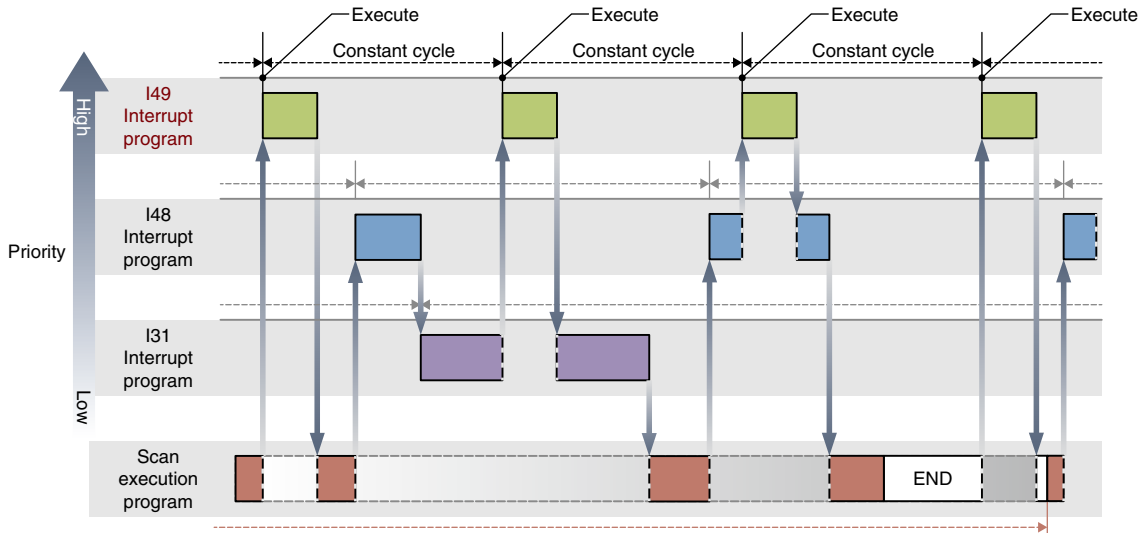 Execute
Execute
Execute
Execute
Constant cycle
Constant cycle
Constant cycle
High
I49
Interrupt
program
I48
Interrupt
program
Priority
I31
Interrupt
program
Low
Scan
execution
program
END